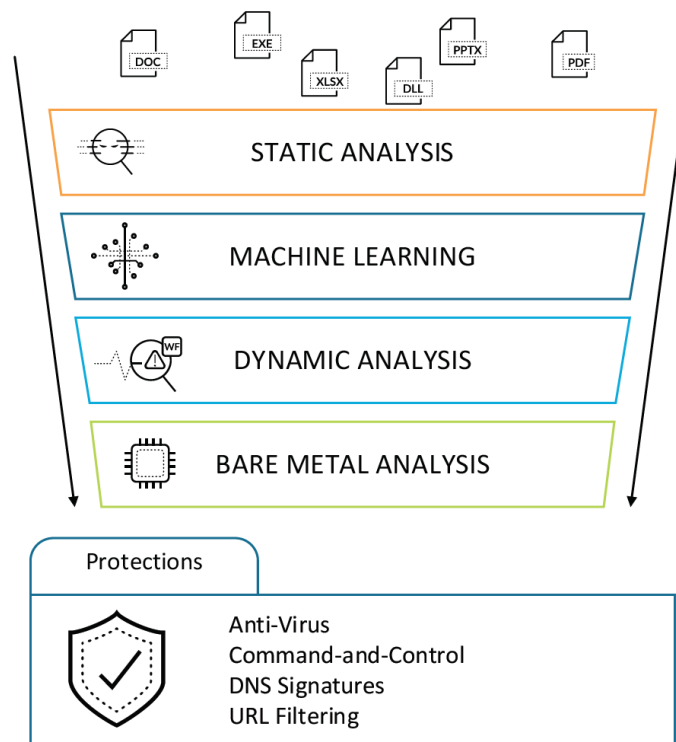 DOC
EXE
XLSX
DLL
PPTX
PDF
STATIC ANALYSIS
MACHINE LEARNING
WF
DYNAMIC ANALYSIS
BARE METAL ANALYSIS
Protections
Anti-Virus
Command-and-Control
DNS Signatures
URL Filtering